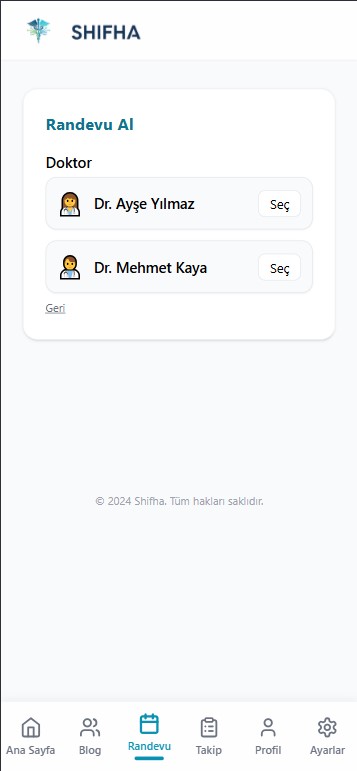 SHIFHA
Randevu Al
Doktor
Dr. Ayşe Yılmaz
Seç
Dr. Mehmet Kaya
Seç
Geri
© 2024 Shifha. Tüm hakları saklıdır.
Ana Sayfa
Blog
Randevu
Takip
Profil
Ayarlar